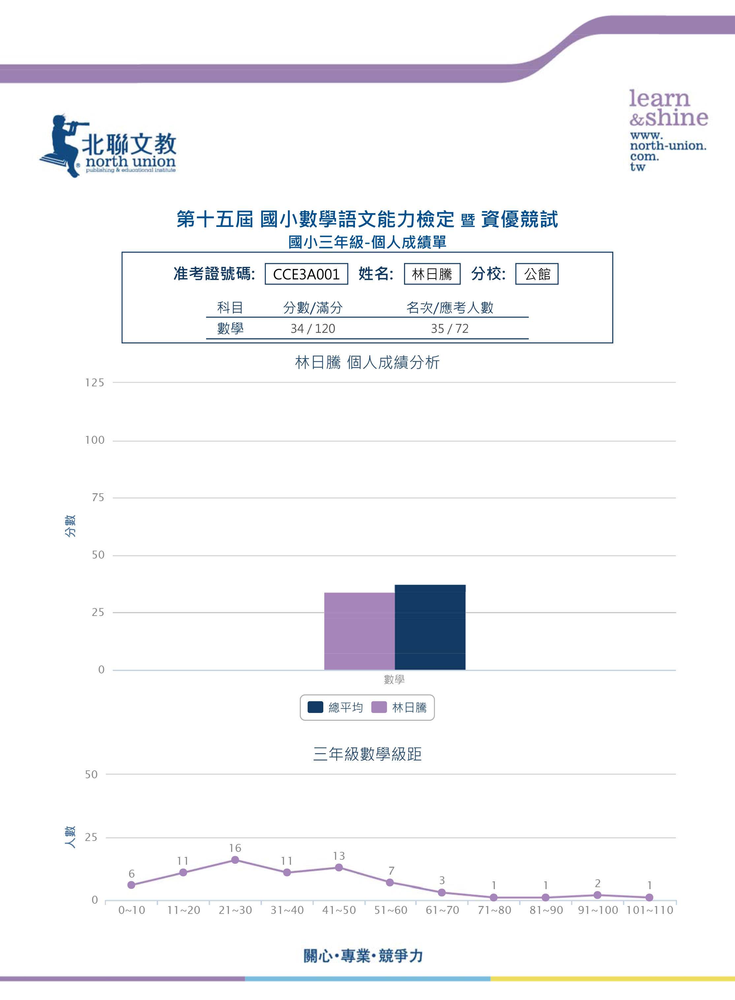 learn
&shine
www.
north-union.
com.
tw
北聯文教
north union
publishing & educational institute
®
第十五屆 國小數學語文能力檢定 暨 資優競試
國小三年級-個人成績單
准考證號碼: CCE3A001 姓名: 林日騰 分校: 公館
科目 分數/滿分 名次/應考人數
數學 34 / 120 35 / 72
林日騰 個人成績分析
125
100
75
50
25
0
分數
數學
總平均 林日騰
三年級數學級距
50
25
0
人數
6 11 16 11 13 7 3 1 1 2 1
0~10 11~20 21~30 31~40 41~50 51~60 61~70 71~80 81~90 91~100 101~110
關心•專業•競爭力